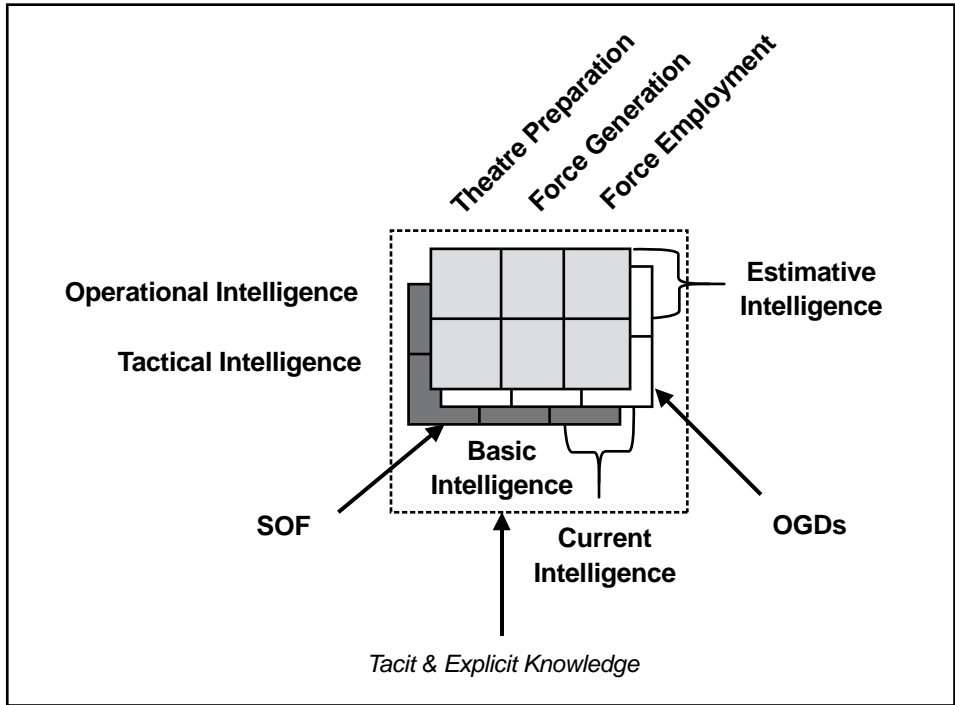 Theatre Preparation
Force Generation
Force Employment
Operational Intelligence
Tactical Intelligence
Estimative
Intelligence
Basic
Intelligence
SOF
OGDs
Current
Intelligence
Tacit & Explicit Knowledge